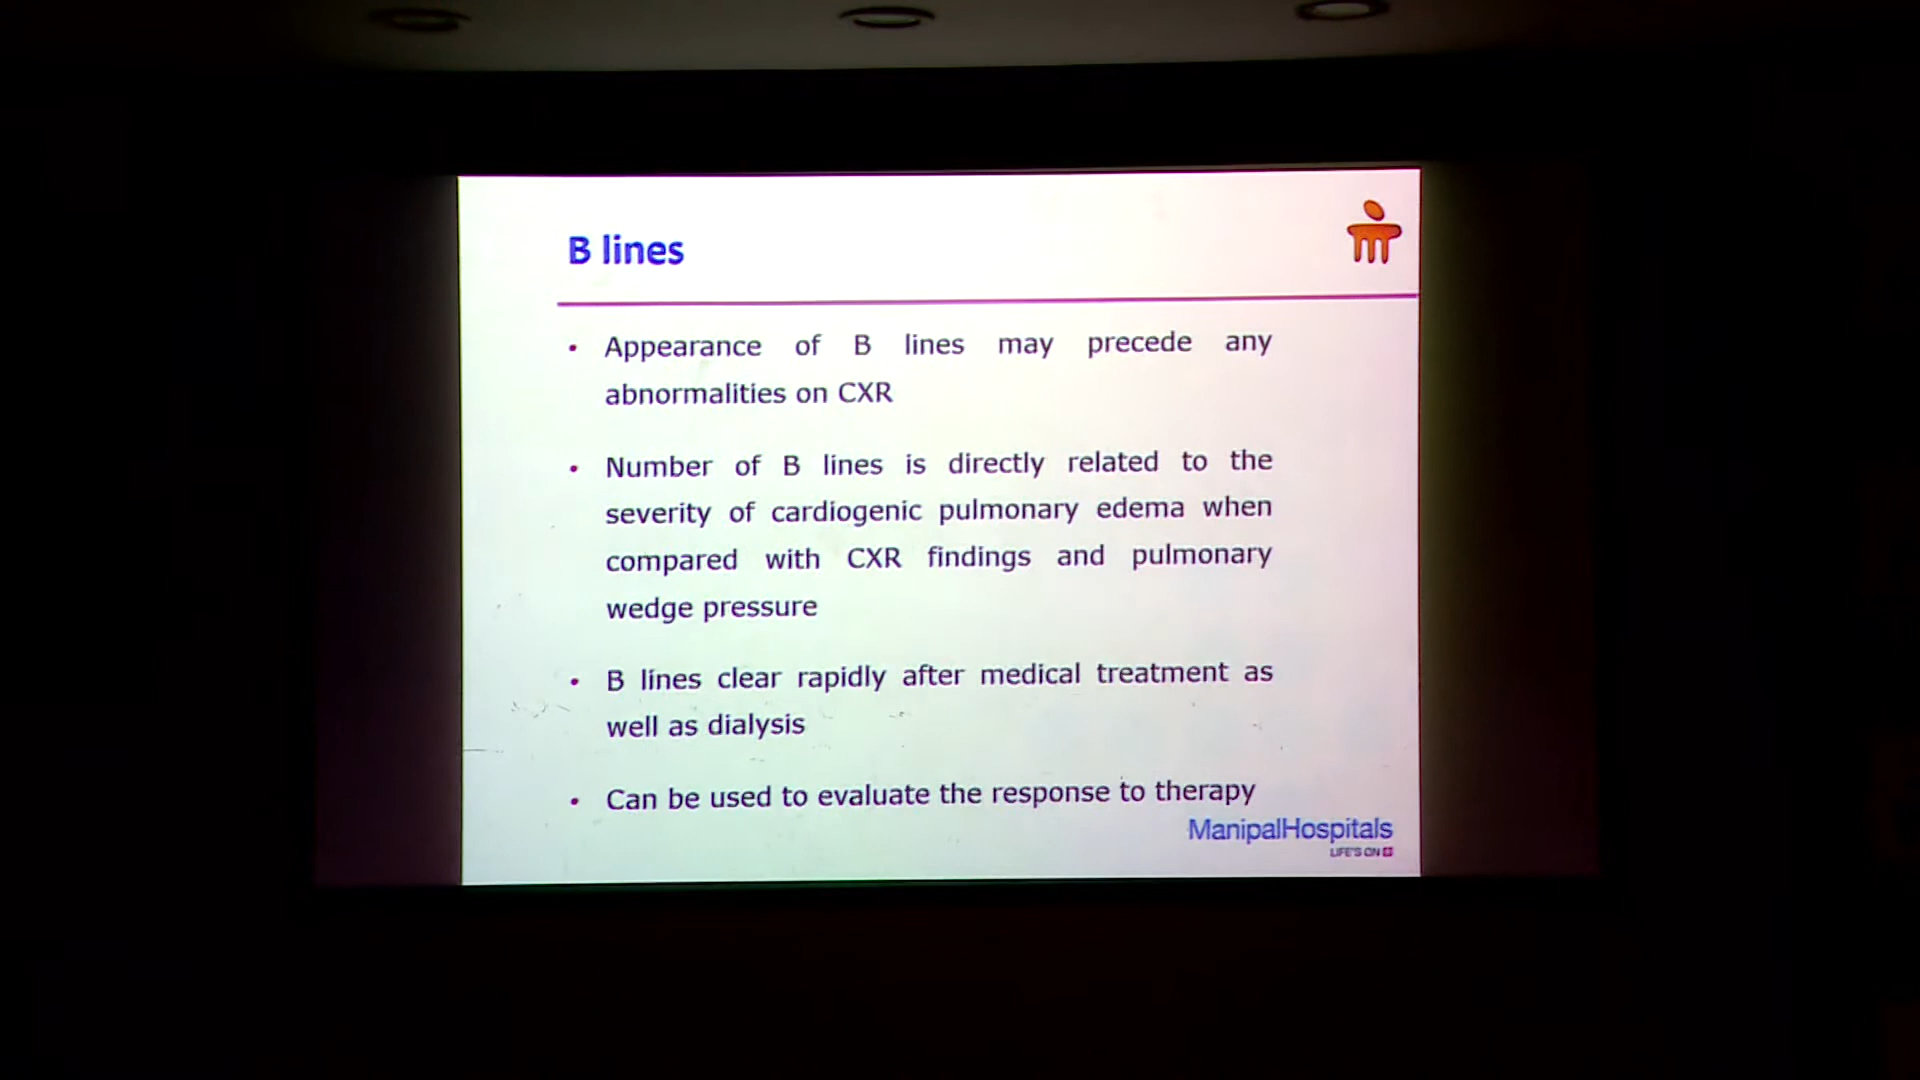 B lines
• Appearance of B lines may precede any
abnormalities on CXR
• Number of B lines is directly related to the
severity of cardiogenic pulmonary edema when
compared with CXR findings and pulmonary
wedge pressure
• B lines clear rapidly after medical treatment as
well as dialysis
• Can be used to evaluate the response to therapy
ManipalHospitals
LIFE'S ON